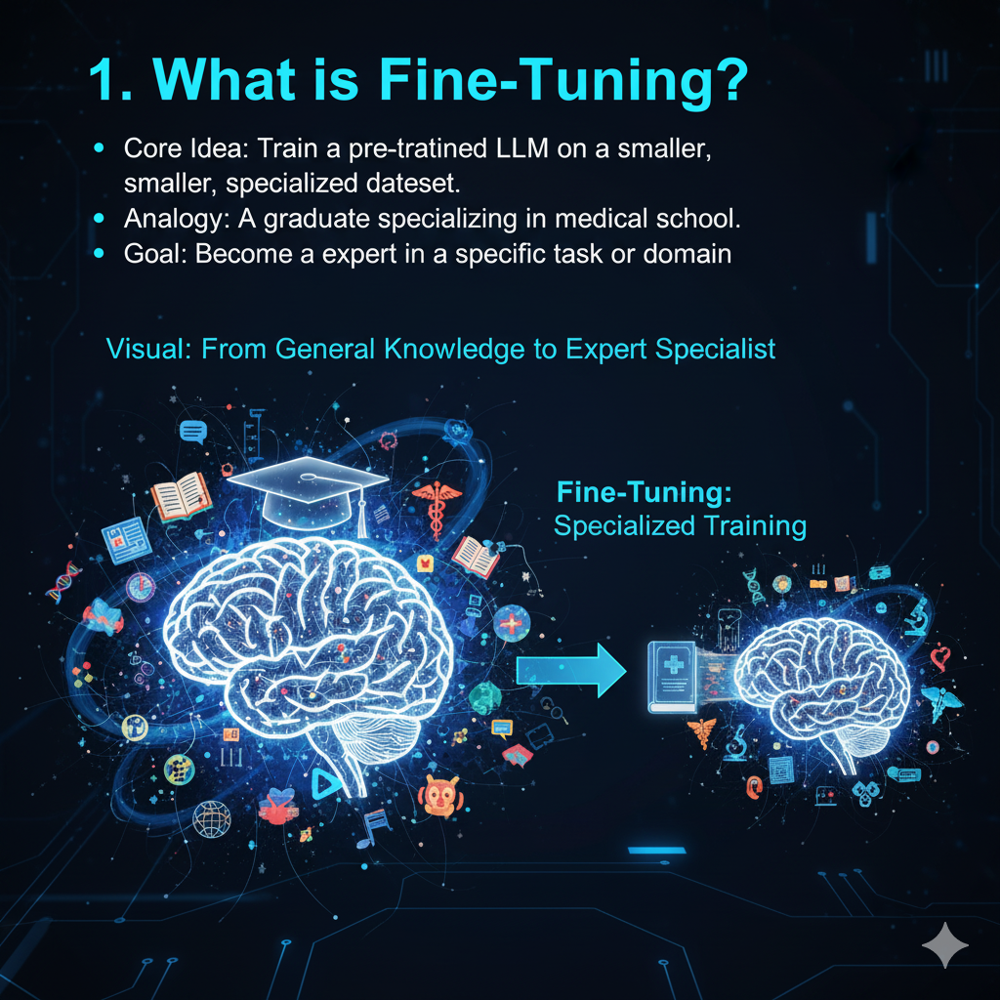 1. What is Fine-Tuning?
• Core Idea: Train a pre-tratined LLM on a smaller,
smaller, specialized dateset.
• Analogy: A graduate specializing in medical school.
• Goal: Become a expert in a specific task or domain
Visual: From General Knowledge to Expert Specialist
Fine-Tuning:
Specialized Training